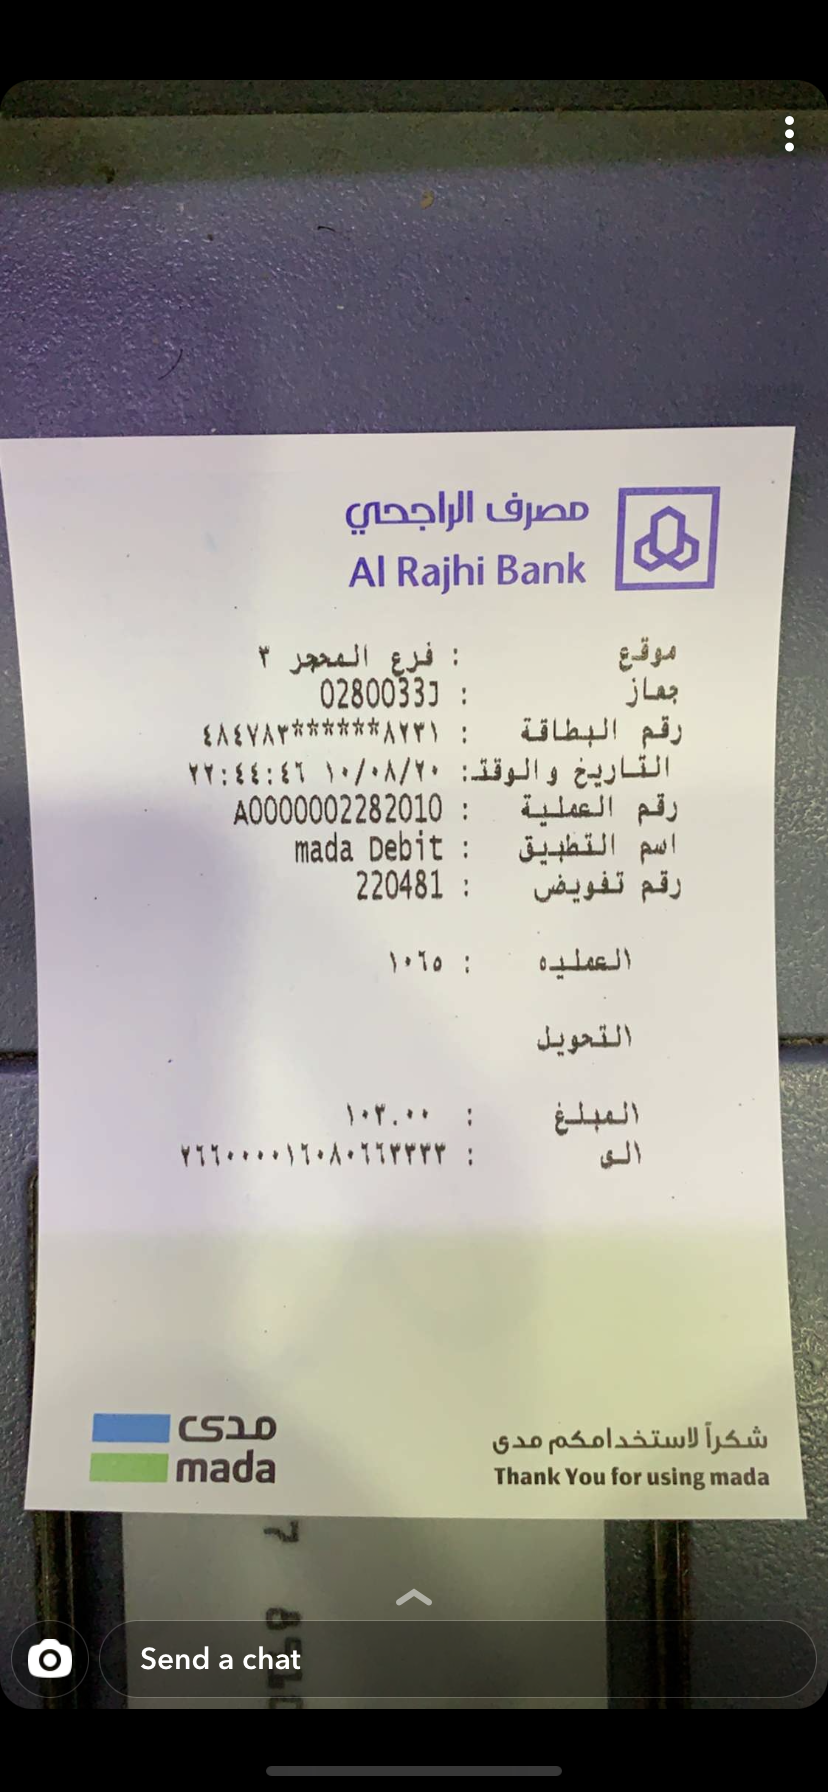 مصرف الراجحي
Al Rajhi Bank
موقع : فرع المحجر ٣
جهاز : 0280033J
رقم البطاقة : ٤٨٤٧٨٣******٨٢٣١
التاريخ والوقت: ١٠/٠٨/٢٠ ٢٢:٤٤:٤٦
رقم العملية : A0000002282010
اسم التطبيق : mada Debit
رقم تفويض : 220481
العمليه : ١٠٦٥
التحويل
المبلغ : ١٠٣.٠٠
الى : ٢٦٦٠٠٠٠١٦٠٨٠٦٦٣٣٣٣
مدى
mada
شكراً لاستخدامكم مدى
Thank You for using mada
Send a chat